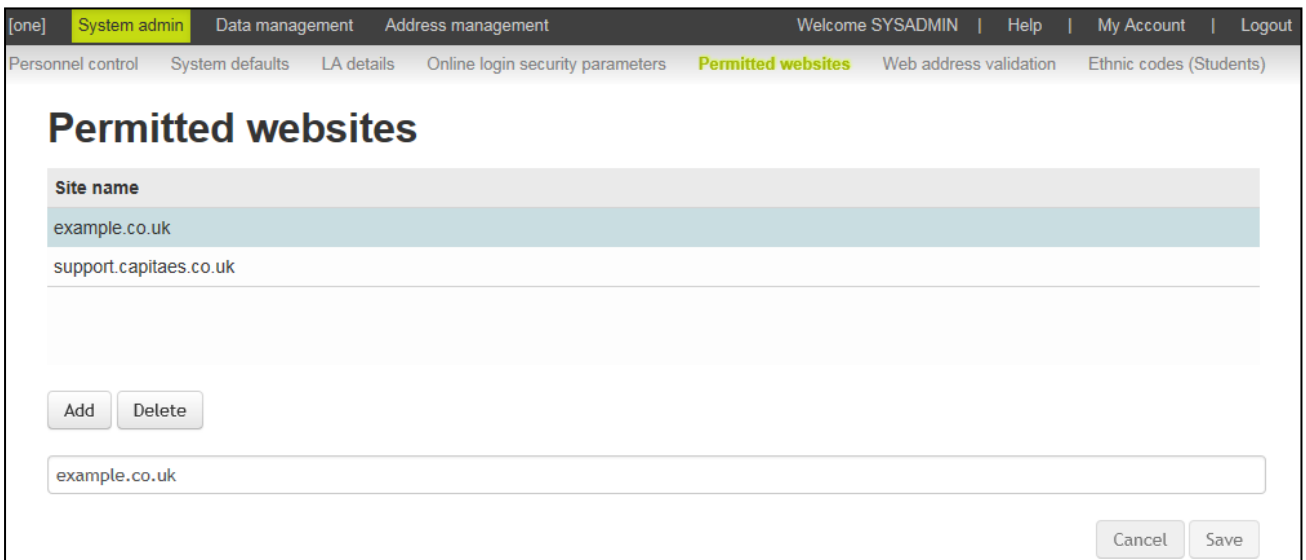 [one] System admin Data management Address management Welcome SYSADMIN | Help | My Account | Logout
Personnel control System defaults LA details Online login security parameters Permitted websites Web address validation Ethnic codes (Students)
Permitted websites
Site name
example.co.uk
support.capitaes.co.uk
Add Delete
example.co.uk
Cancel Save